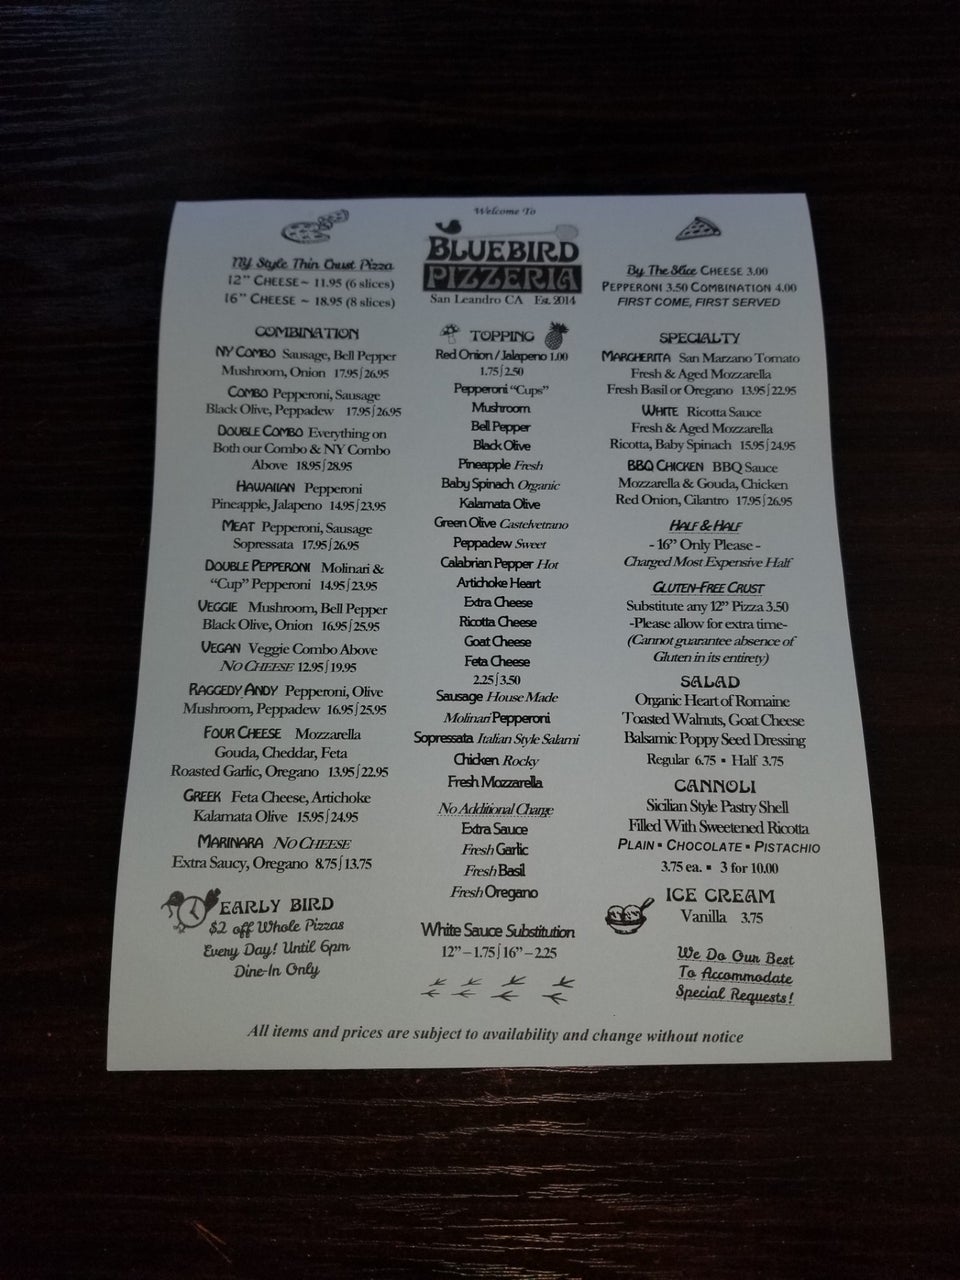 Welcome To
BLUEBIRD
PIZZERIA
San Leandro CA Est. 2014
NY Style Thin Crust Pizza
12" CHEESE~ 11.95 (6 slices)
16" CHEESE ~ 18.95 (8 slices)
COMBINATION
NY COMBO Sausage, Bell Pepper
Mushroom, Onion 17.95∫26.95
COMBO Pepperoni, Sausage
Black Olive, Peppadew 17.95∫26.95
DOUBLE COMBO Everything on
Both our Combo & NY Combo
Above 18.95∫28.95
HAWAIIAN Pepperoni
Pineapple, Jalapeno 14.95∫23.95
MEAT Pepperoni, Sausage
Sopressata 17.95∫26.95
DOUBLE PEPPERONI Molinari &
"Cup" Pepperoni 14.95∫23.95
VEGGIE Mushroom, Bell Pepper
Black Olive, Onion 16.95∫25.95
VEGAN Veggie Combo Above
NO CHEESE 12.95∫19.95
RAGGEDY ANDY Pepperoni, Olive
Mushroom, Peppadew 16.95∫25.95
FOUR CHEESE Mozzarella
Gouda, Cheddar, Feta
Roasted Garlic, Oregano 13.95∫22.95
GREEK Feta Cheese, Artichoke
Kalamata Olive 15.95∫24.95
MARINARA NO CHEESE
Extra Saucy, Oregano 8.75∫13.75
EARLY BIRD
$2 off Whole Pizzas
Every Day! Until 6pm
Dine-In Only
TOPPING
Red Onion / Jalapeno 1.00
1.75∫2.50
Pepperoni "Cups"
Mushroom
Bell Pepper
Black Olive
Pineapple Fresh
Baby Spinach Organic
Kalamata Olive
Green Olive Castelvetrano
Peppadew Sweet
Calabrian Pepper Hot
Artichoke Heart
Extra Cheese
Ricotta Cheese
Goat Cheese
Feta Cheese
2.25∫3.50
Sausage House Made
Molinari Pepperoni
Sopressata Italian Style Salami
Chicken Rocky
Fresh Mozzarella
No Additional Charge
Extra Sauce
Fresh Garlic
Fresh Basil
Fresh Oregano
White Sauce Substitution
12" – 1.75∫16" – 2.25
By The Slice CHEESE 3.00
PEPPERONI 3.50 COMBINATION 4.00
FIRST COME, FIRST SERVED
SPECIALTY
MARGHERITA San Marzano Tomato
Fresh & Aged Mozzarella
Fresh Basil or Oregano 13.95∫22.95
WHITE Ricotta Sauce
Fresh & Aged Mozzarella
Ricotta, Baby Spinach 15.95∫24.95
BBQ CHICKEN BBQ Sauce
Mozzarella & Gouda, Chicken
Red Onion, Cilantro 17.95∫26.95
HALF & HALF
- 16" Only Please -
Charged Most Expensive Half
GLUTEN-FREE CRUST
Substitute any 12" Pizza 3.50
-Please allow for extra time-
(Cannot guarantee absence of
Gluten in its entirety)
SALAD
Organic Heart of Romaine
Toasted Walnuts, Goat Cheese
Balsamic Poppy Seed Dressing
Regular 6.75 ▪ Half 3.75
CANNOLI
Sicilian Style Pastry Shell
Filled With Sweetened Ricotta
PLAIN ▪ CHOCOLATE ▪ PISTACHIO
3.75 ea. ▪ 3 for 10.00
ICE CREAM
Vanilla 3.75
We Do Our Best
To Accommodate
Special Requests!
All items and prices are subject to availability and change without notice